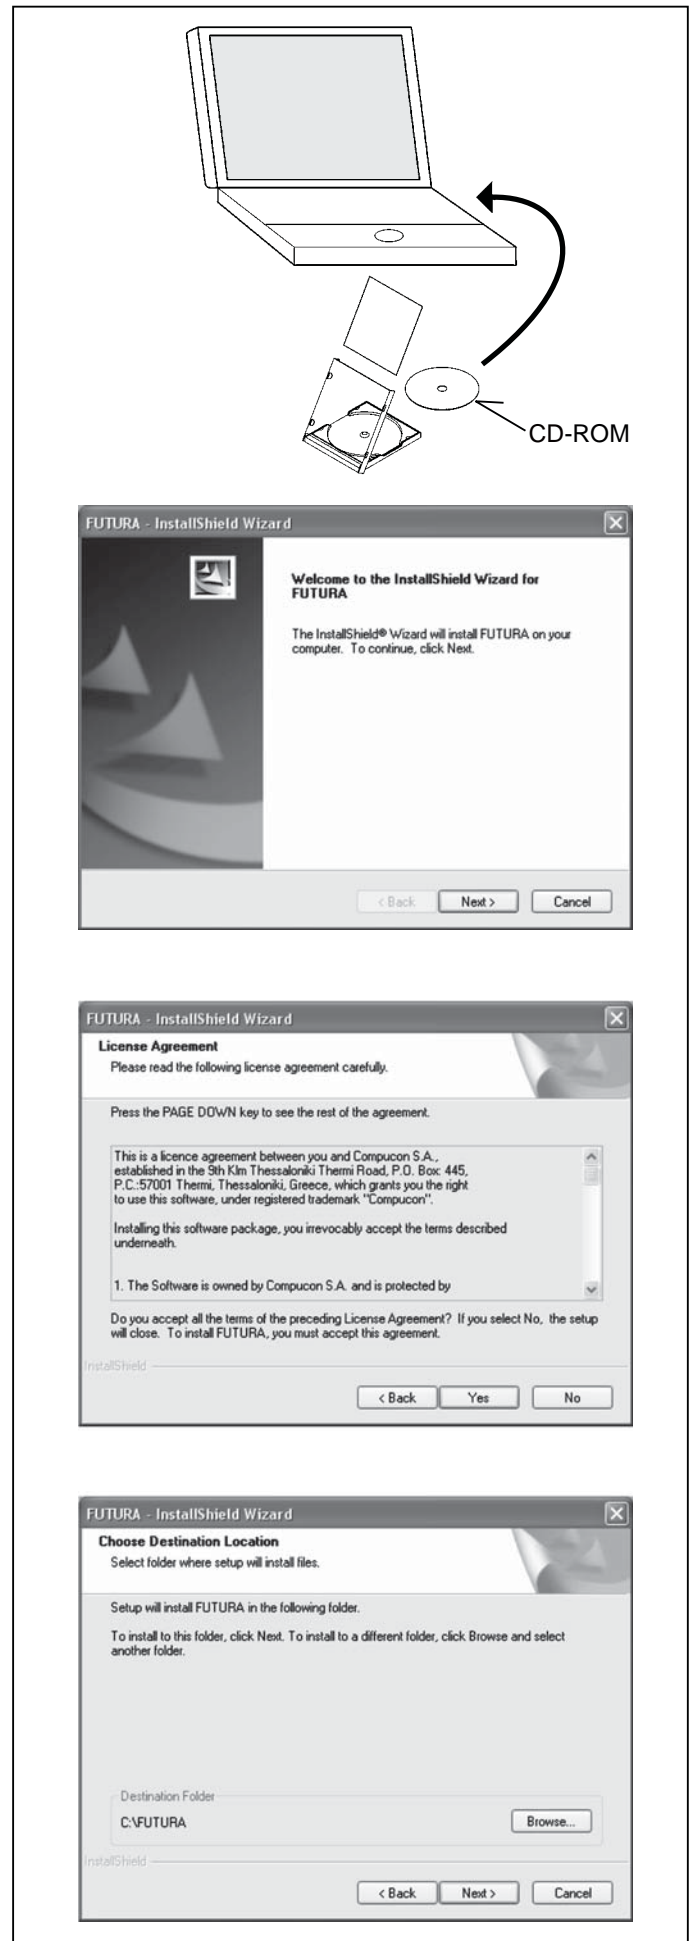 CD-ROM
FUTURA - InstallShield Wizard
Welcome to the InstallShield Wizard for
FUTURA
The InstallShield® Wizard will install FUTURA on your
computer. To continue, click Next.
< Back Next > Cancel
FUTURA - InstallShield Wizard
License Agreement
Please read the following license agreement carefully.
Press the PAGE DOWN key to see the rest of the agreement.
This is a licence agreement between you and Compucon S.A.,
established in the 9th Klm Thessaloniki Thermi Road, P.O. Box: 445,
P.C.:57001 Thermi, Thessaloniki, Greece, which grants you the right
to use this software, under registered trademark "Compucon".
Installing this software package, you irrevocably accept the terms described
underneath.
1. The Software is owned by Compucon S.A. and is protected by
Do you accept all the terms of the preceding License Agreement? If you select No, the setup
will close. To install FUTURA, you must accept this agreement.
InstallShield
< Back Yes No
FUTURA - InstallShield Wizard
Choose Destination Location
Select folder where setup will install files.
Setup will install FUTURA in the following folder.
To install to this folder, click Next. To install to a different folder, click Browse and select
another folder.
Destination Folder
C:\FUTURA Browse...
InstallShield
< Back Next > Cancel